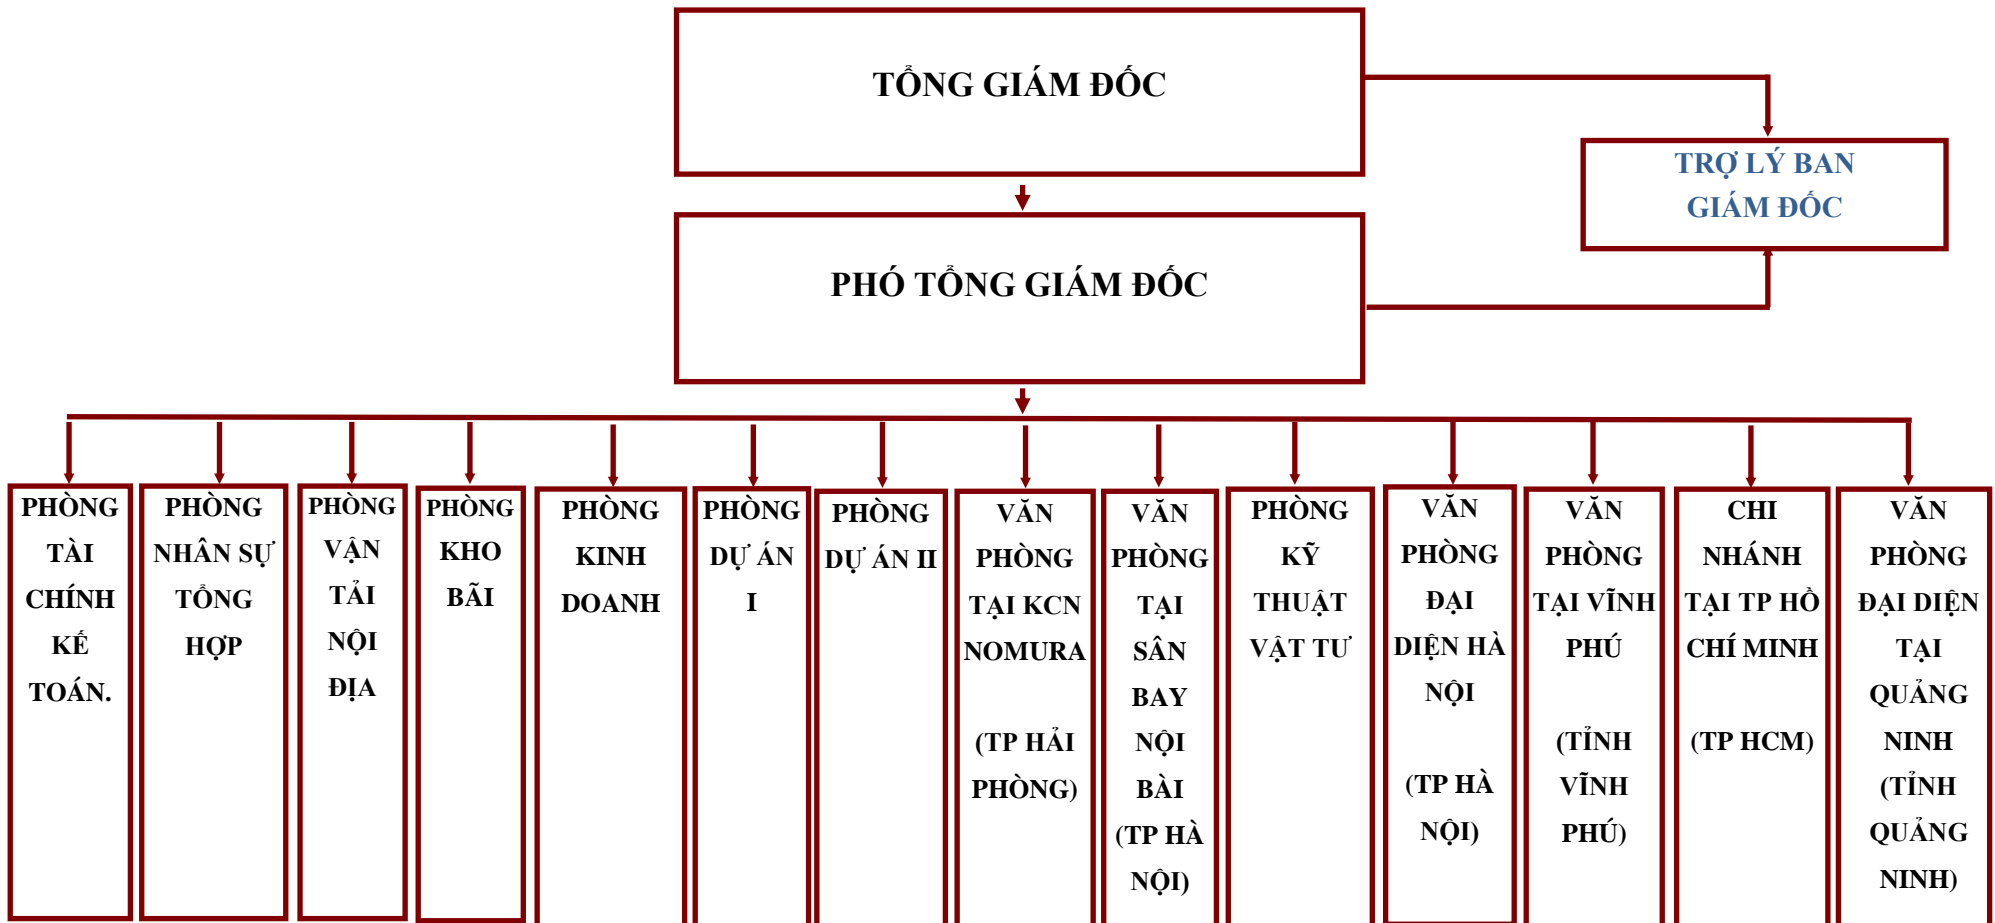 TỔNG GIÁM ĐỐC
TRỢ LÝ BAN
GIÁM ĐỐC
PHÓ TỔNG GIÁM ĐỐC
PHÒNG
TÀI
CHÍNH
KẾ
TOÁN.
PHÒNG
NHÂN SỰ
TỔNG
HỢP
PHÒNG
VẬN
TẢI
NỘI
ĐỊA
PHÒNG
KHO
BÃI
PHÒNG
KINH
DOANH
PHÒNG
DỰ ÁN
I
PHÒNG
DỰ ÁN II
VĂN
PHÒNG
TẠI KCN
NOMURA
(TP HẢI
PHÒNG)
VĂN
PHÒNG
TẠI
SÂN
BAY
NỘI
BÀI
(TP HÀ
NỘI)
PHÒNG
KỸ
THUẬT
VẬT TƯ
VĂN
PHÒNG
ĐẠI
DIỆN HÀ
NỘI
(TP HÀ
NỘI)
VĂN
PHÒNG
TẠI VĨNH
PHÚ
(TỈNH
VĨNH
PHÚ)
CHI
NHÁNH
TẠI TP HỒ
CHÍ MINH
(TP HCM)
VĂN
PHÒNG
ĐẠI DIỆN
TẠI
QUẢNG
NINH
(TỈNH
QUẢNG
NINH)